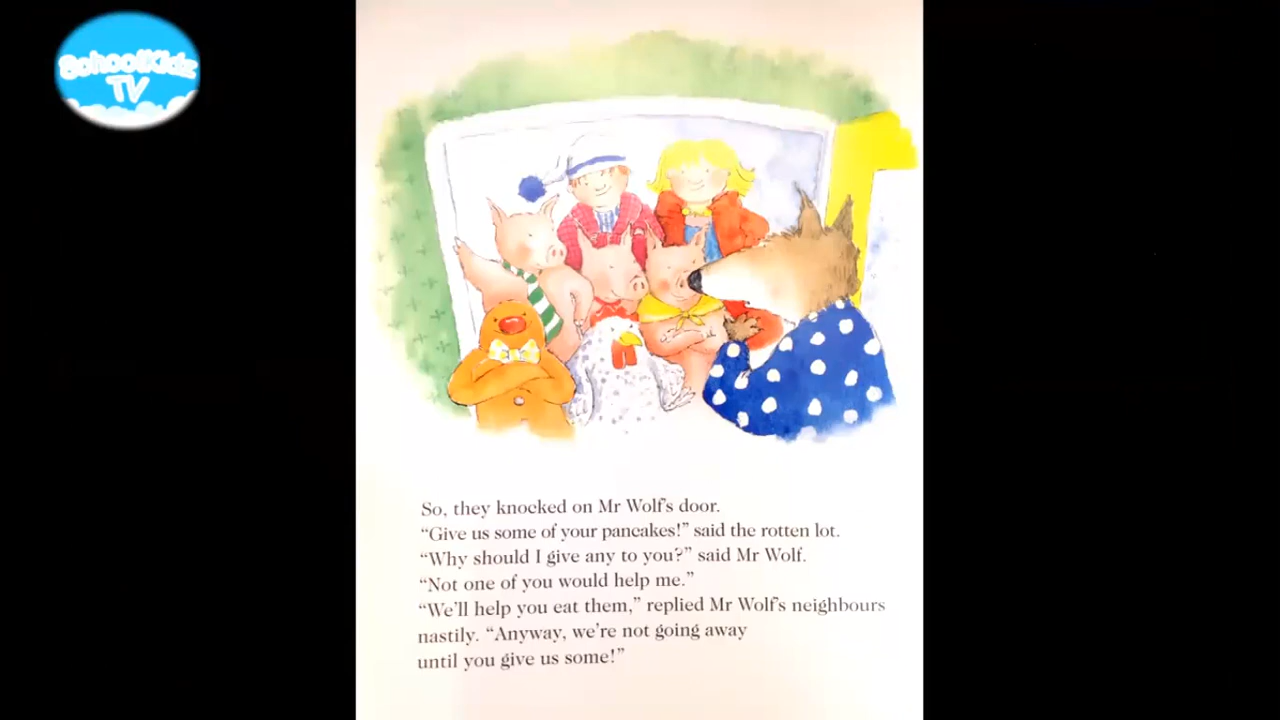 SchoolKidz
TV
So, they knocked on Mr Wolf's door.
“Give us some of your pancakes!” said the rotten lot.
“Why should I give any to you?” said Mr Wolf.
“Not one of you would help me.”
“We'll help you eat them,” replied Mr Wolf's neighbours
nastily. “Anyway, we're not going away
until you give us some!”